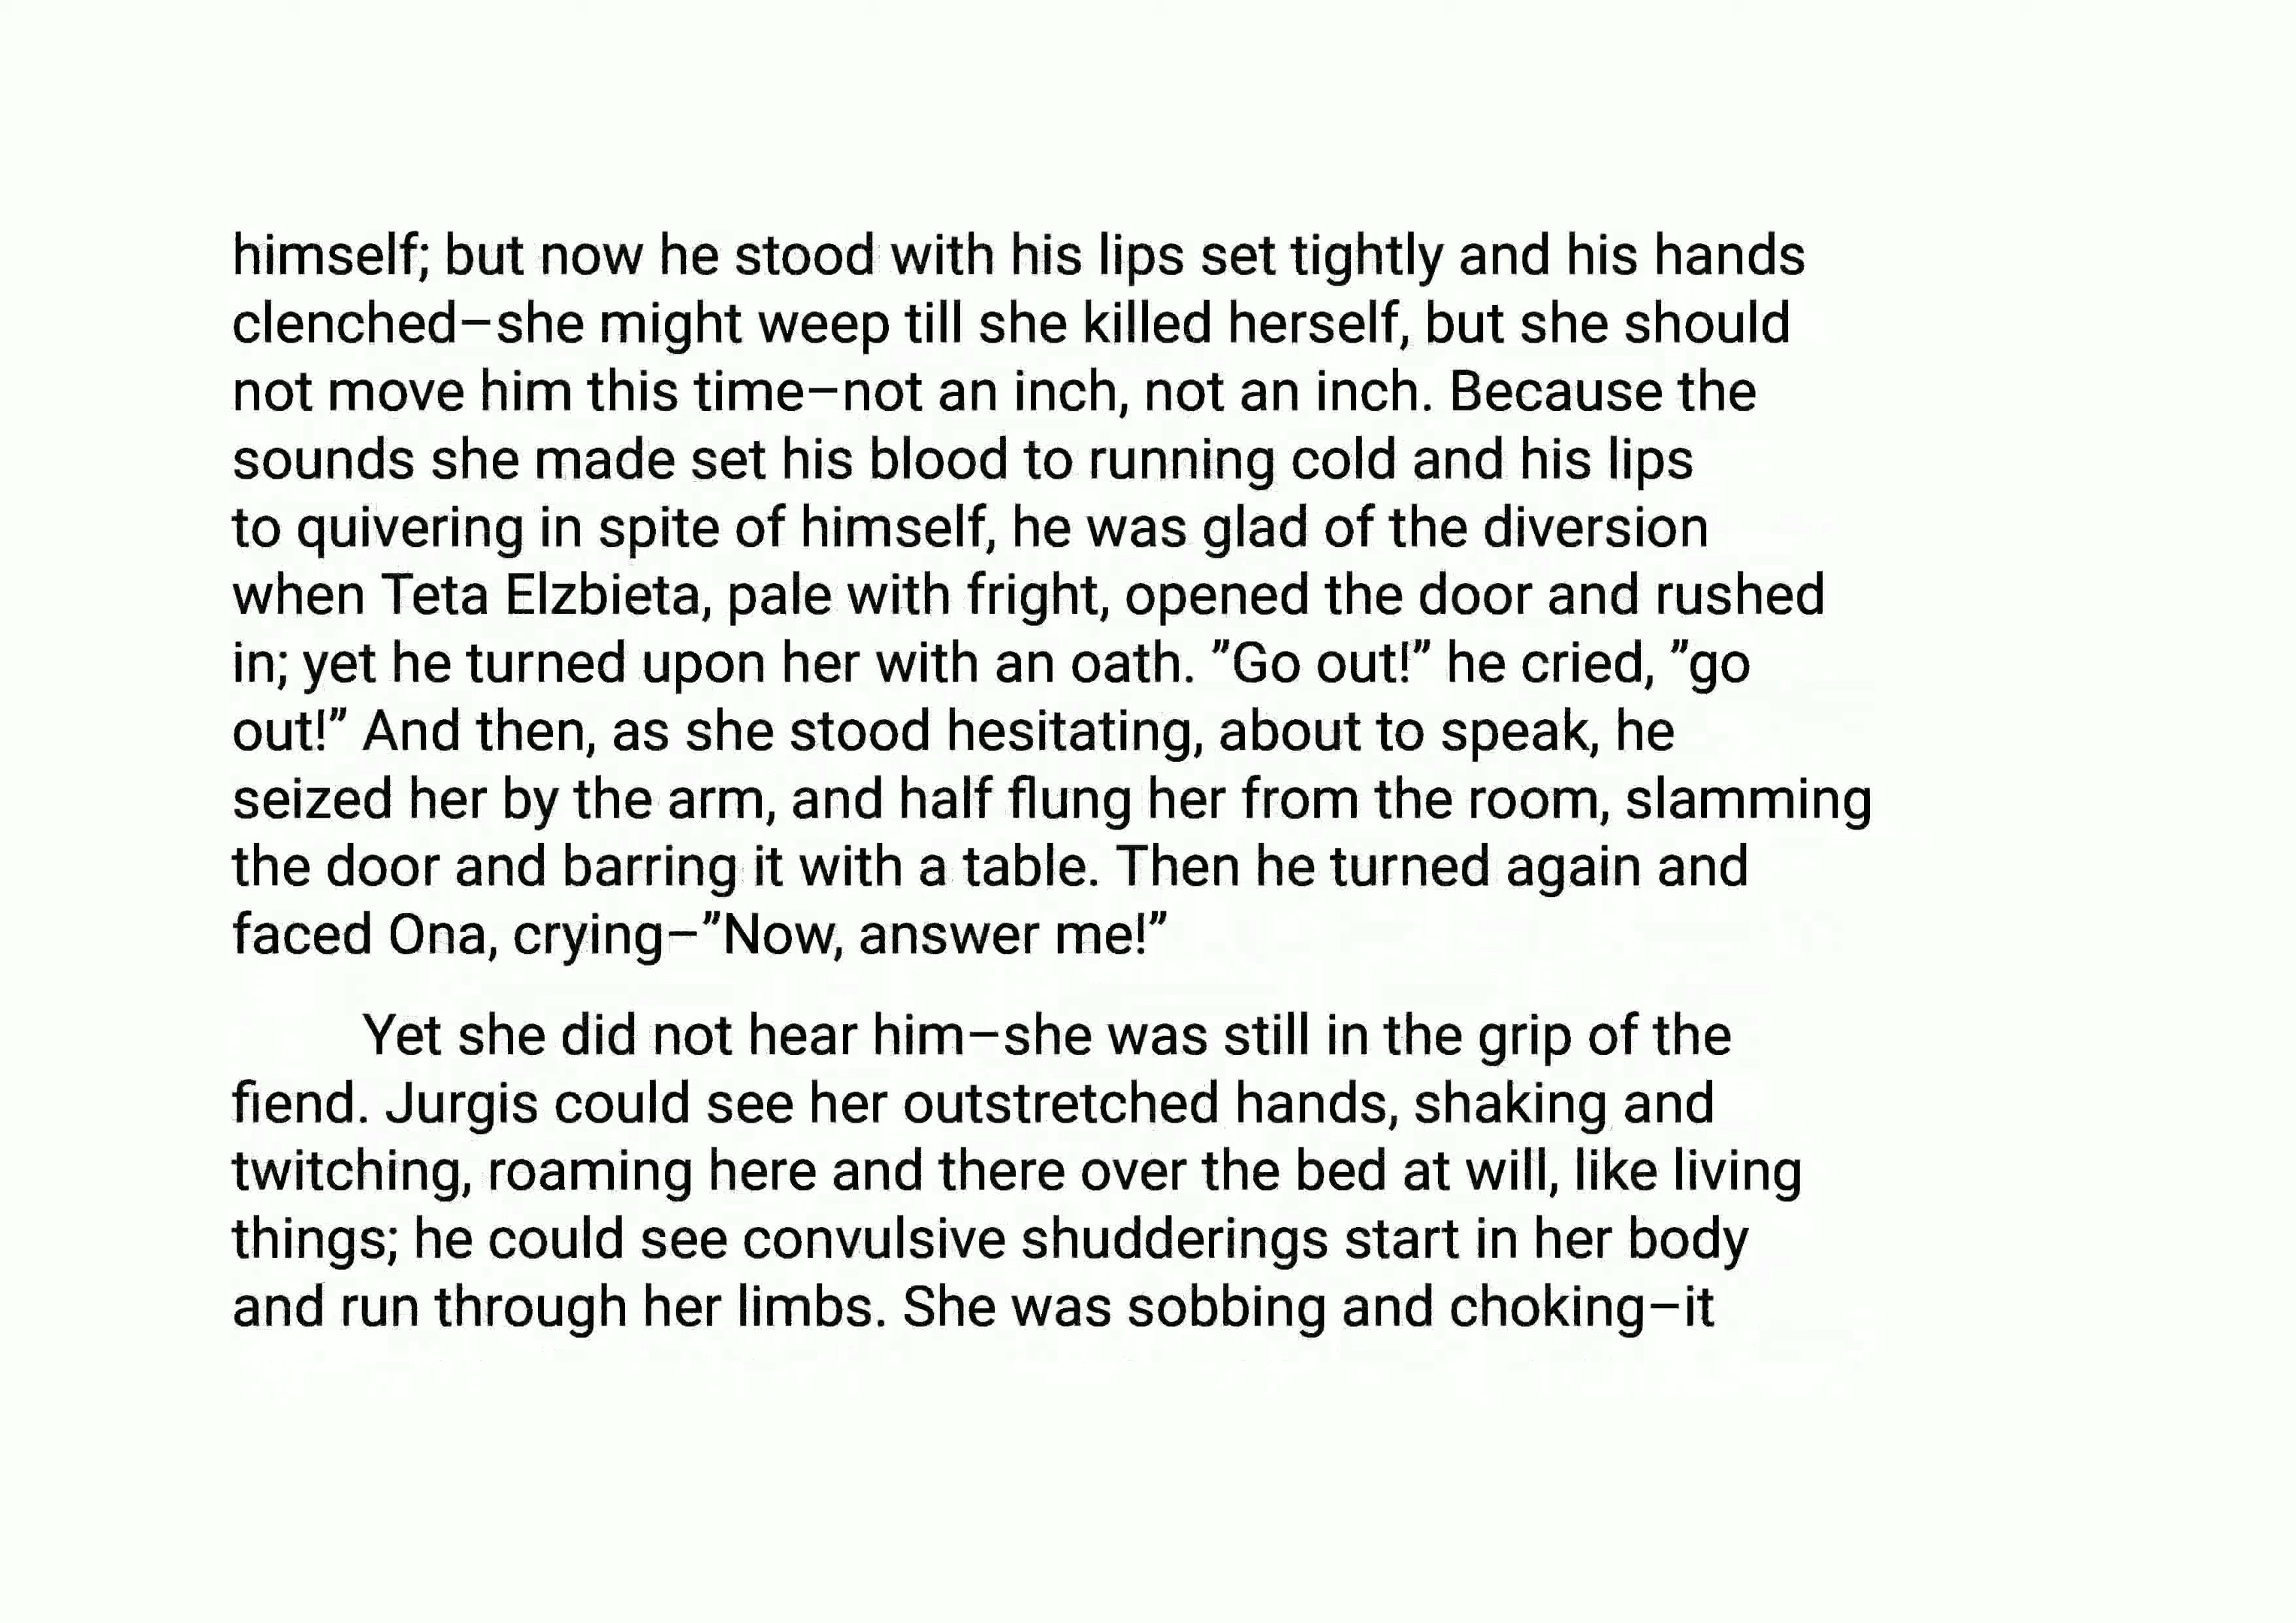 himself; but now he stood with his lips set tightly and his hands
clenched–she might weep till she killed herself, but she should
not move him this time–not an inch, not an inch. Because the
sounds she made set his blood to running cold and his lips
to quivering in spite of himself, he was glad of the diversion
when Teta Elzbieta, pale with fright, opened the door and rushed
in; yet he turned upon her with an oath. ”Go out!” he cried, ”go
out!” And then, as she stood hesitating, about to speak, he
seized her by the arm, and half flung her from the room, slamming
the door and barring it with a table. Then he turned again and
faced Ona, crying–”Now, answer me!”
Yet she did not hear him–she was still in the grip of the
fiend. Jurgis could see her outstretched hands, shaking and
twitching, roaming here and there over the bed at will, like living
things; he could see convulsive shudderings start in her body
and run through her limbs. She was sobbing and choking–it